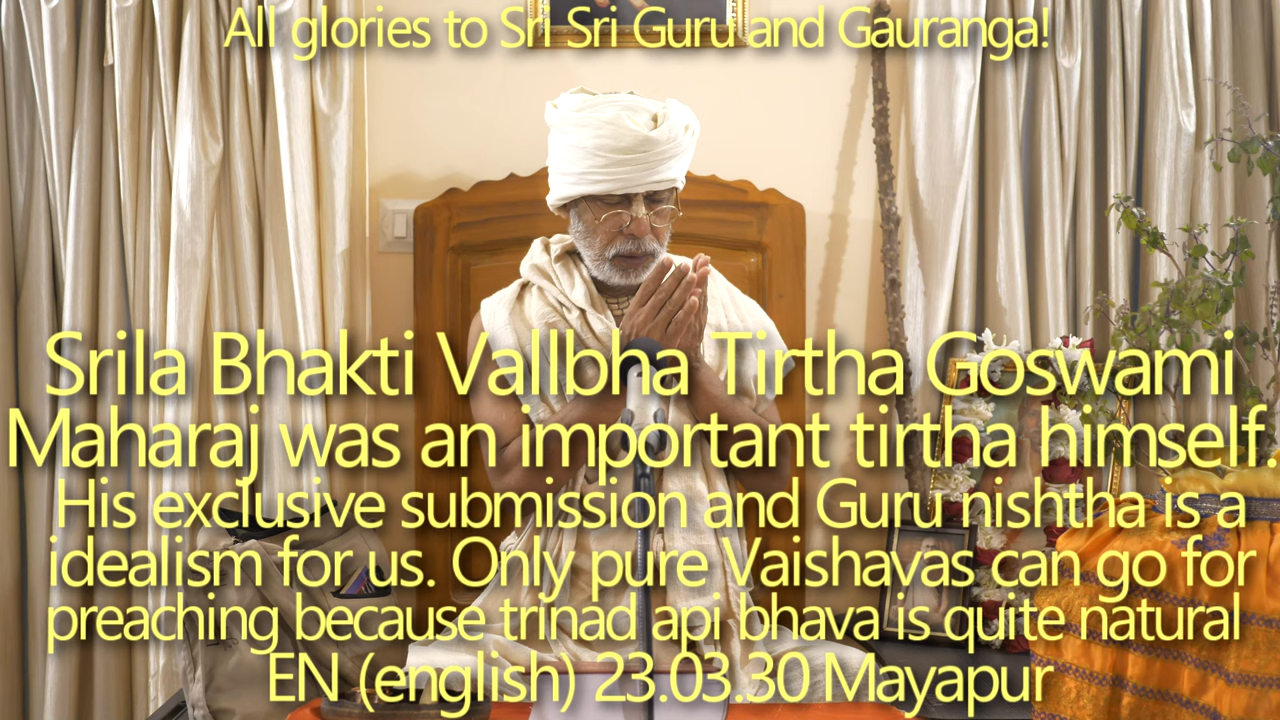 All glories to Sri Sri Guru and Gauranga!
Srila Bhakti Vallbha Tirtha Goswami
Maharaj was an important tirtha himself.
His exclusive submission and Guru nishtha is a
idealism for us. Only pure Vaishavas can go for
preaching because trinad api bhava is quite natural
EN (english) 23.03.30 Mayapur